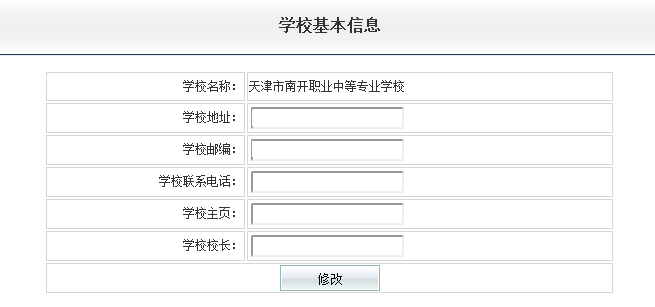 学校基本信息
学校名称： 天津市南开职业中等专业学校
学校地址：
学校邮编：
学校联系电话：
学校主页：
学校校长：
修改